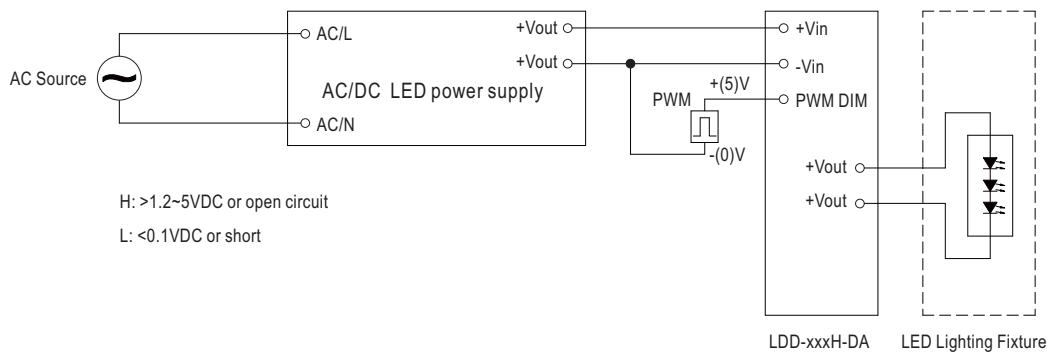 AC Source
AC/L
AC/N
AC/DC LED power supply
+Vout
+Vout
PWM
+(5)V
-(0)V
+Vin
-Vin
PWM DIM
+Vout
+Vout
H: >1.2~5VDC or open circuit
L: <0.1VDC or short
LDD-xxxH-DA
LED Lighting Fixture